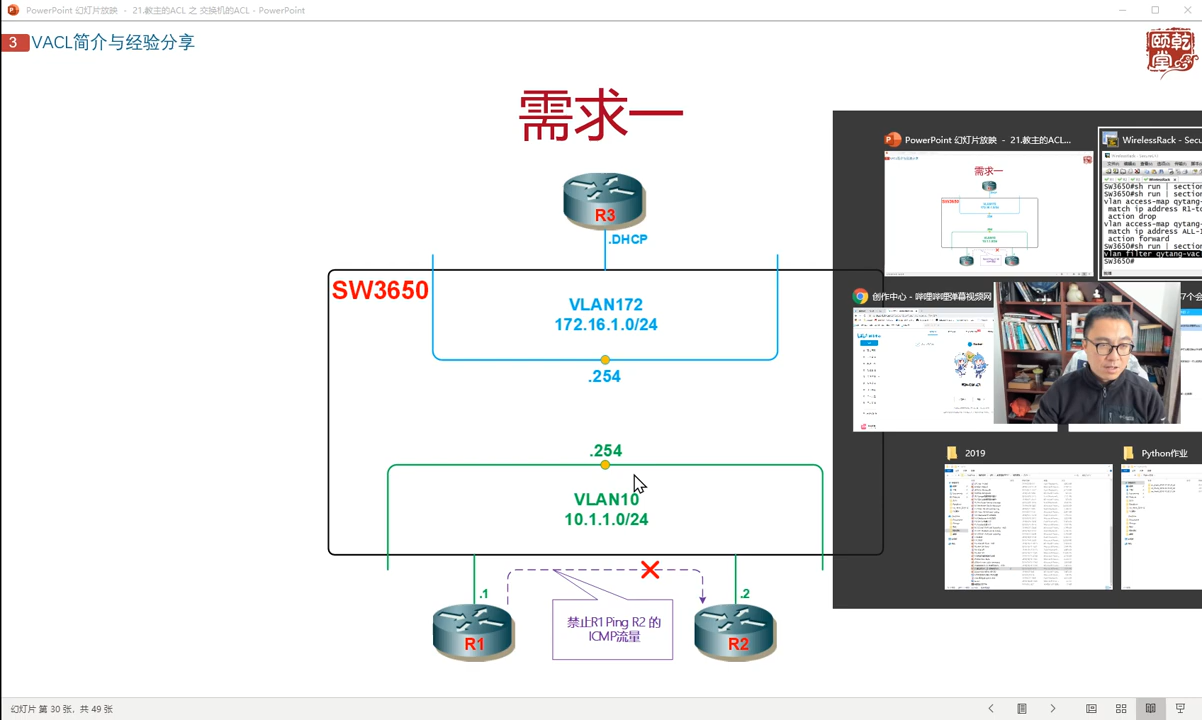 PowerPoint 幻灯片放映 - 21.教主的ACL 之 交换机的ACL - PowerPoint
3 VACL简介与经验分享
颐乾堂
需求一
R3
.DHCP
SW3650
VLAN172
172.16.1.0/24
.254
.254
VLAN10
10.1.1.0/24
.1
.2
禁止R1 Ping R2 的
ICMP流量
R1
R2
PowerPoint 幻灯片放映 - 21.教主的ACL...
需求一
WirelessRack - Secu
SW3650#sh run | section
SW3650#sh run | section
vlan access-map qytang-vac
match ip address R1-to
action drop
vlan access-map qytang-vac
match ip address ALL-I
action forward
SW3650#sh run | section
vlan filter qytang-vac
SW3650#
创作中心 - 哔哩哔哩弹幕视频网
7个会
2019
Python作业
幻灯片 第 30 张，共 49 张